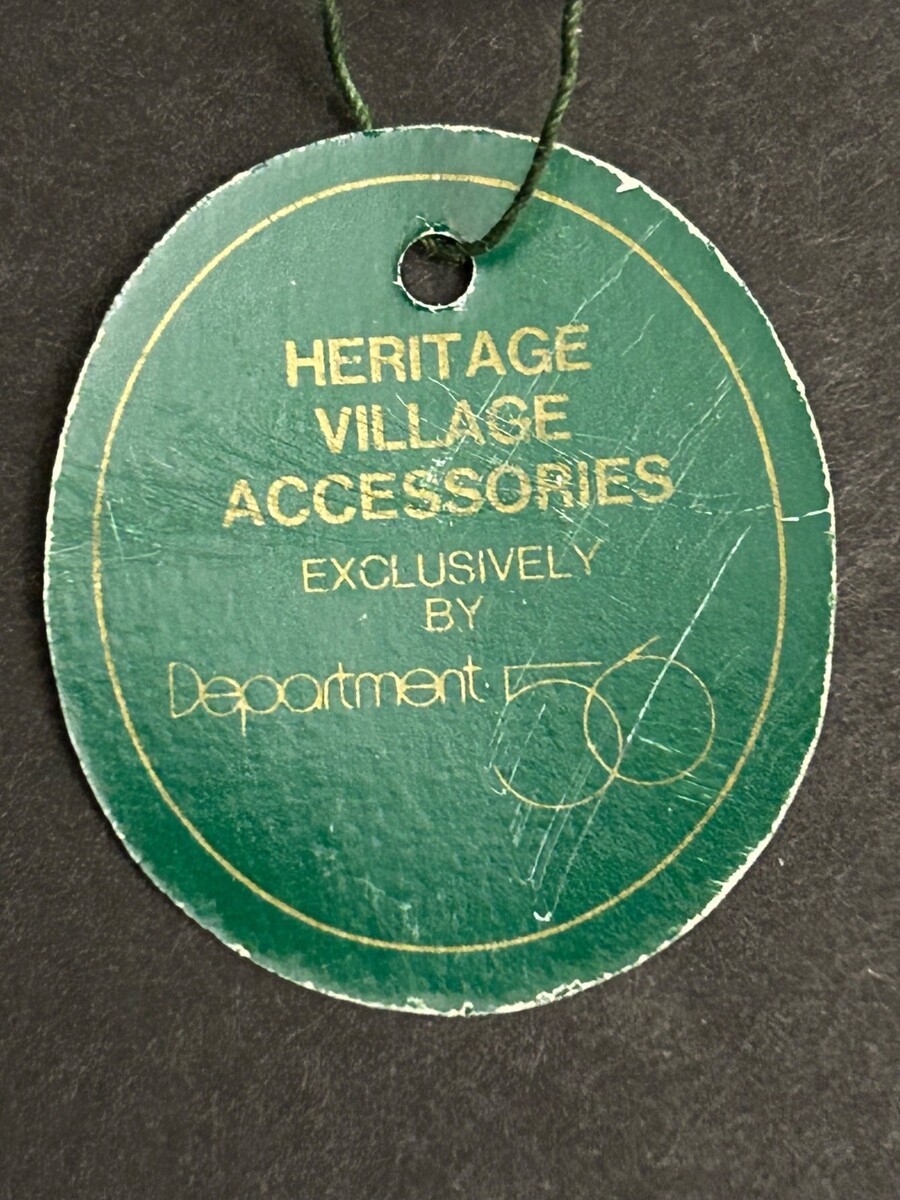 HERITAGE
VILLAGE
ACCESSORIES
EXCLUSIVELY
BY
Department 56